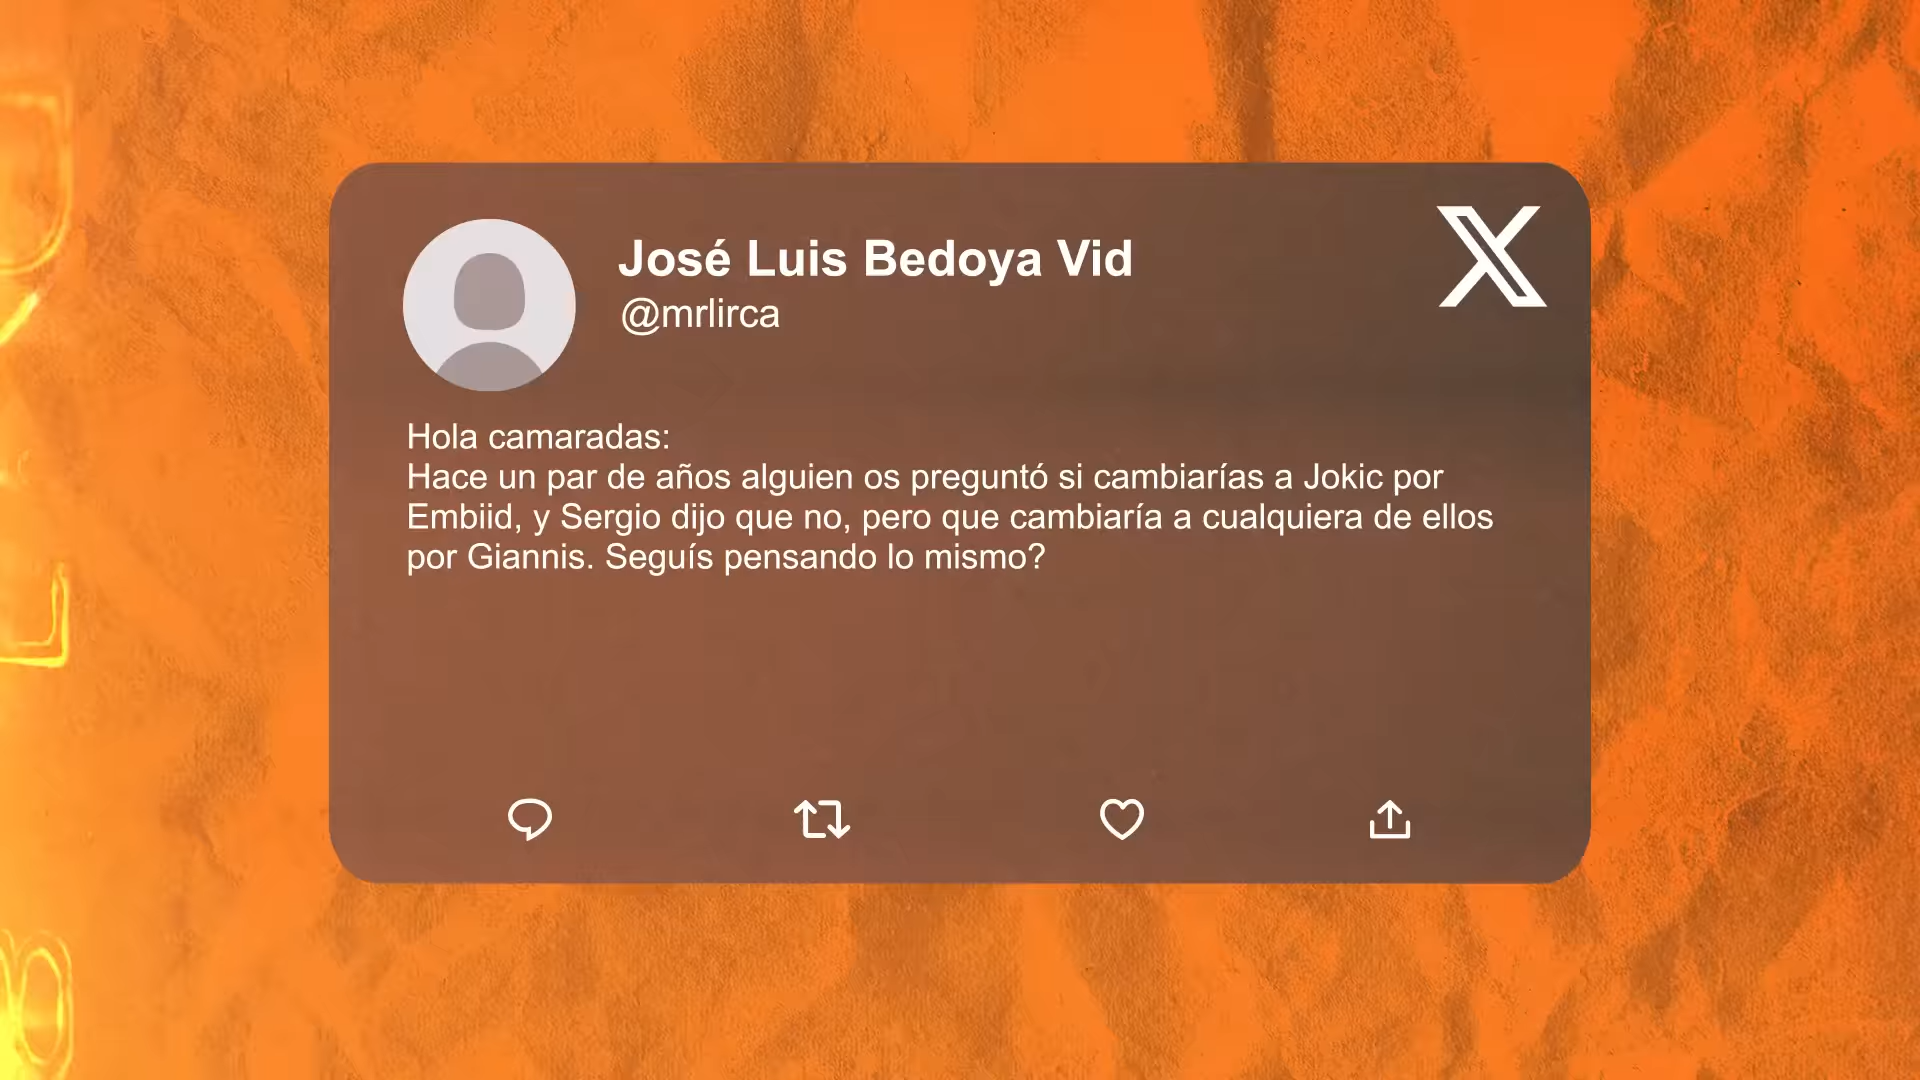 José Luis Bedoya Vid
@mrlirca
Hola camaradas:
Hace un par de años alguien os preguntó si cambiarías a Jokic por
Embiid, y Sergio dijo que no, pero que cambiaría a cualquiera de ellos
por Giannis. Seguís pensando lo mismo?